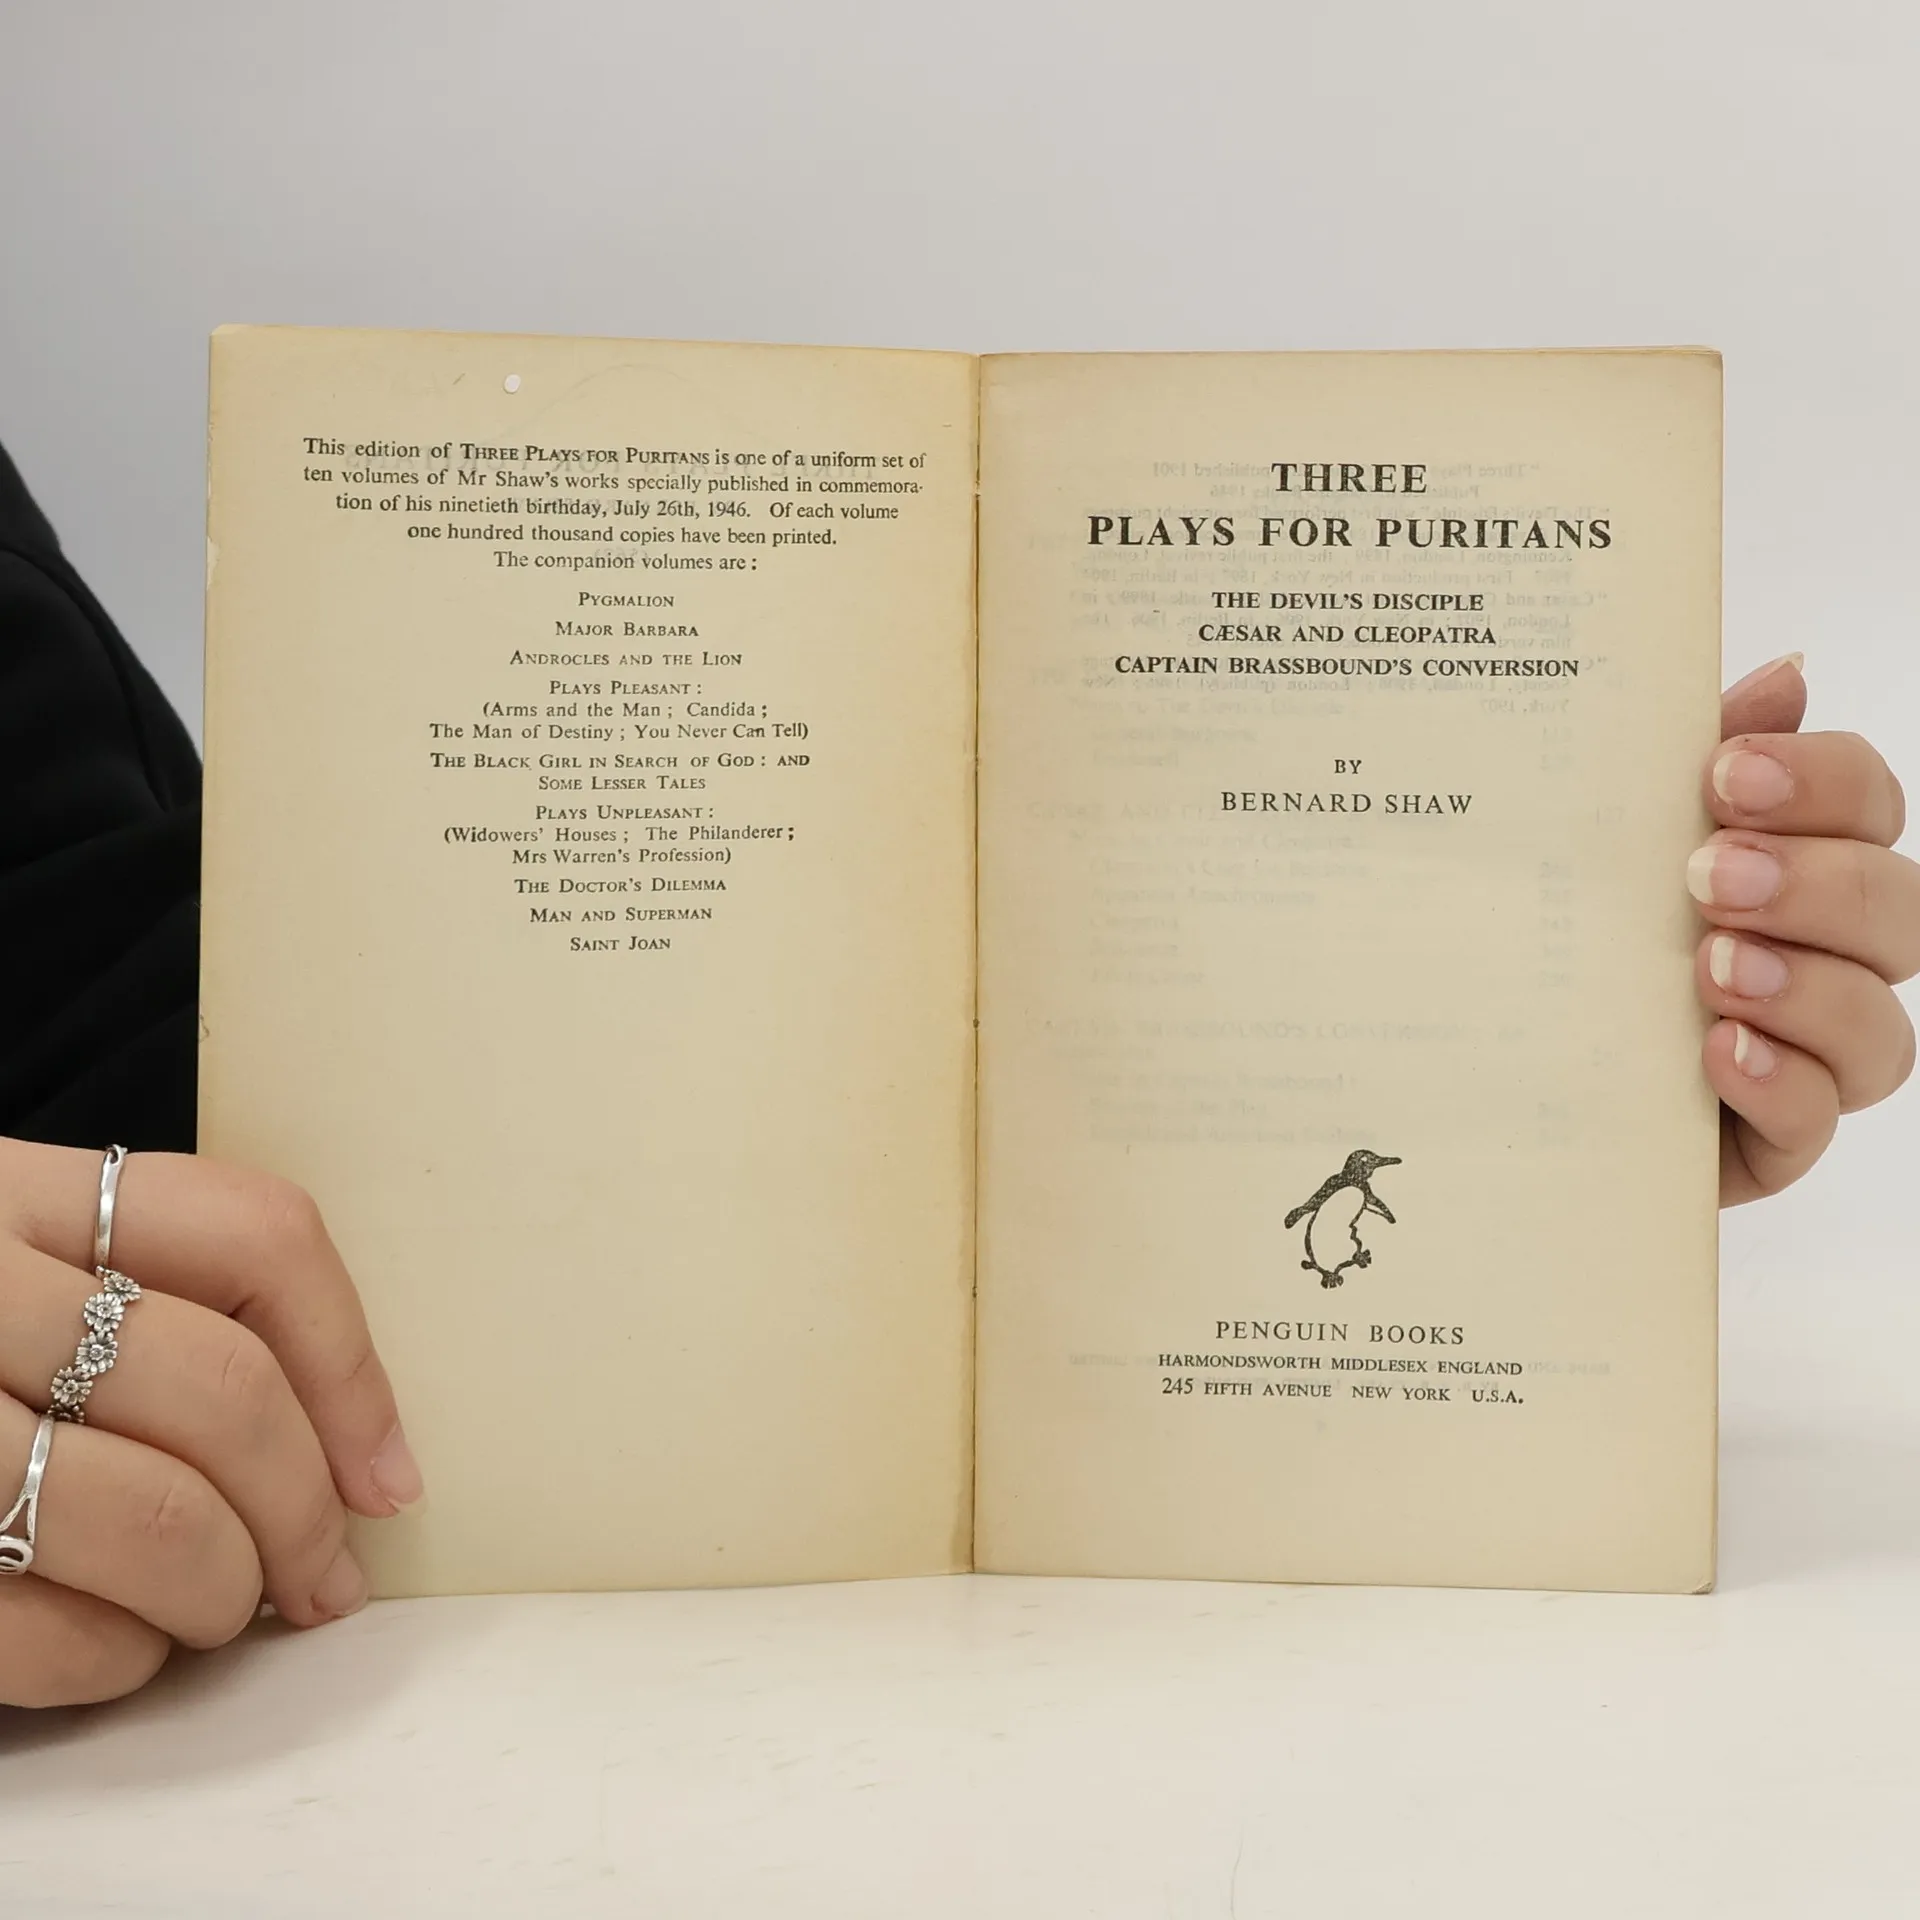 This edition of THREE PLAYS FOR PURITANS is one of a uniform set of
ten volumes of Mr Shaw's works specially published in commemora-
tion of his ninetieth birthday, July 26th, 1946. Of each volume
one hundred thousand copies have been printed.
The companion volumes are :
PYGMALION
MAJOR BARBARA
ANDROCLES AND THE LION
PLAYS PLEASANT :
(Arms and the Man ; Candida ;
The Man of Destiny ; You Never Can Tell)
THE BLACK GIRL IN SEARCH OF GOD : AND
SOME LESSER TALES
PLAYS UNPLEASANT :
(Widowers' Houses ; The Philanderer ;
Mrs Warren's Profession)
THE DOCTOR'S DILEMMA
MAN AND SUPERMAN
SAINT JOAN
THREE
PLAYS FOR PURITANS
THE DEVIL'S DISCIPLE
CÆSAR AND CLEOPATRA
CAPTAIN BRASSBOUND'S CONVERSION
BY
BERNARD SHAW
PENGUIN BOOKS
HARMONDSWORTH MIDDLESEX ENGLAND
245 FIFTH AVENUE NEW YORK U.S.A.